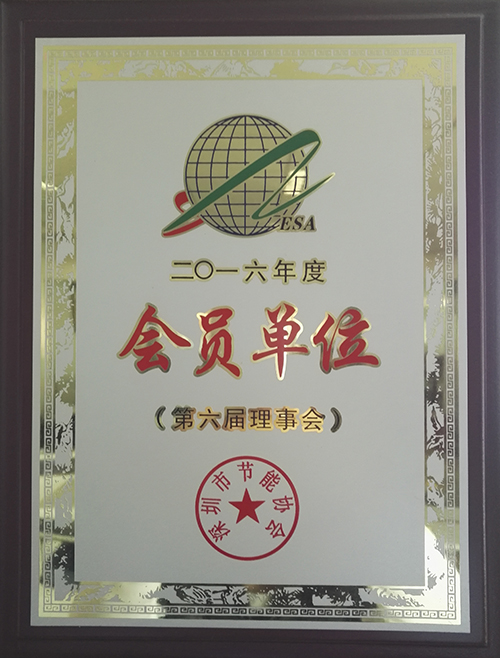 ESA
二〇一六年度
会员单位
（第六届理事会）
深圳市节能协会